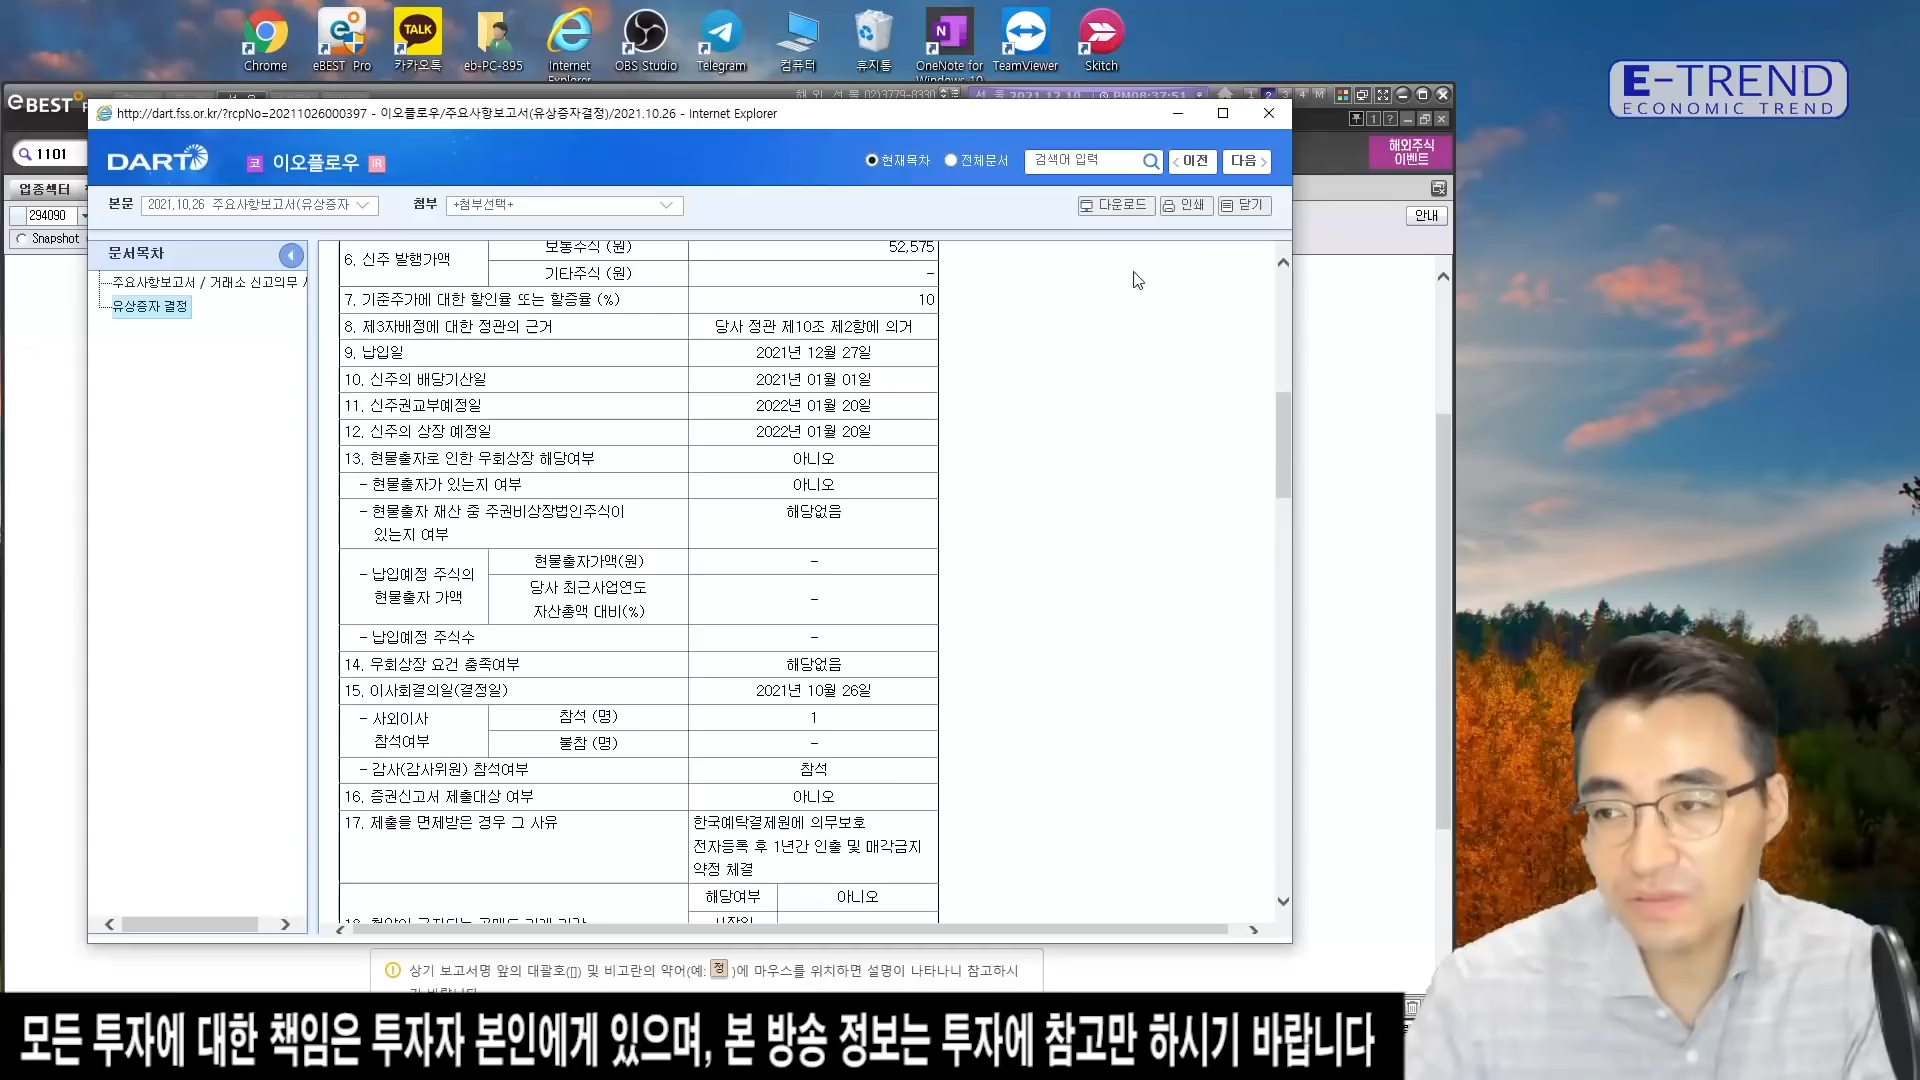 Chrome
eBEST Pro
카카오톡
eb-PC-895
Internet
Explorer
OBS Studio
Telegram
컴퓨터
휴지통
OneNote for
Windows 10
TeamViewer
Skitch
TALK
E-TREND
ECONOMIC TREND
eBEST
해외선물 02)3779-8330
서울 2021.12.10
PM08:37:51
1 2 3 4 M
http://dart.fss.or.kr/?rcpNo=20211026000397 - 이오플로우/주요사항보고서(유상증자결정)/2021.10.26 - Internet Explorer
1101
해외주식
이벤트
DART
코 이오플로우 IR
현재목차
전체문서
검색어 입력
이전
다음
업종섹터
294090
Snapshot
안내
본문
2021.10.26 주요사항보고서(유상증자
첨부
+첨부선택+
다운로드
인쇄
닫기
문서목차
주요사항보고서 / 거래소 신고의무
유상증자 결정
6. 신주 발행가액
보통주식 (원)
52,575
기타주식 (원)
-
7. 기준주가에 대한 할인율 또는 할증율 (%)
10
8. 제3자배정에 대한 정관의 근거
당사 정관 제10조 제2항에 의거
9. 납입일
2021년 12월 27일
10. 신주의 배당기산일
2021년 01월 01일
11. 신주권교부예정일
2022년 01월 20일
12. 신주의 상장 예정일
2022년 01월 20일
13. 현물출자로 인한 우회상장 해당여부
아니오
- 현물출자가 있는지 여부
아니오
- 현물출자 재산 중 주권비상장법인주식이
있는지 여부
해당없음
- 납입예정 주식의
현물출자 가액
현물출자가액(원)
-
당사 최근사업연도
자산총액 대비(%)
-
- 납입예정 주식수
-
14. 우회상장 요건 충족여부
해당없음
15. 이사회결의일(결정일)
2021년 10월 26일
- 사외이사
참석여부
참석 (명)
1
불참 (명)
-
- 감사(감사위원) 참석여부
참석
16. 증권신고서 제출대상 여부
아니오
17. 제출을 면제받은 경우 그 사유
한국예탁결제원에 의무보호
전자등록 후 1년간 인출 및 매각금지
약정 체결
해당여부
아니오
상기 보고서명 앞의 대괄호([]) 및 비고란의 약어(예: 정 )에 마우스를 위치하면 설명이 나타나니 참고하시
모든 투자에 대한 책임은 투자자 본인에게 있으며, 본 방송 정보는 투자에 참고만 하시기 바랍니다